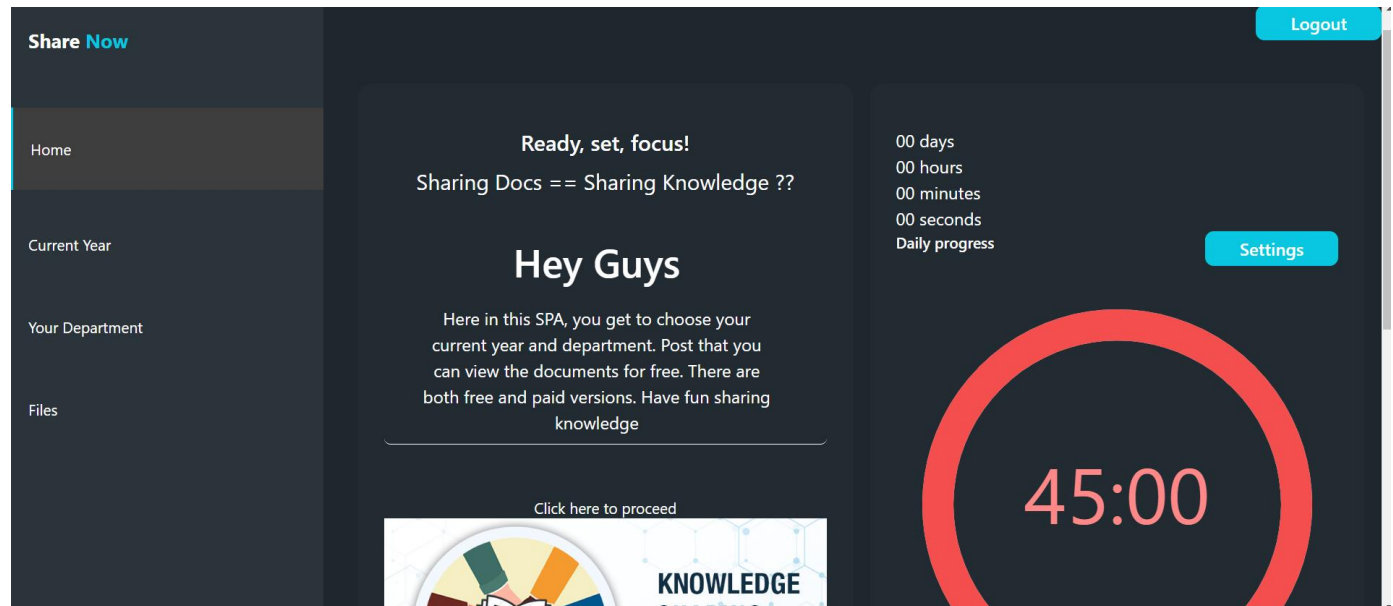 Share Now
Logout
Home
Current Year
Your Department
Files
Ready, set, focus!
Sharing Docs == Sharing Knowledge ??
Hey Guys
Here in this SPA, you get to choose your
current year and department. Post that you
can view the documents for free. There are
both free and paid versions. Have fun sharing
knowledge
Click here to proceed
KNOWLEDGE
00 days
00 hours
00 minutes
00 seconds
Daily progress
Settings
45:00